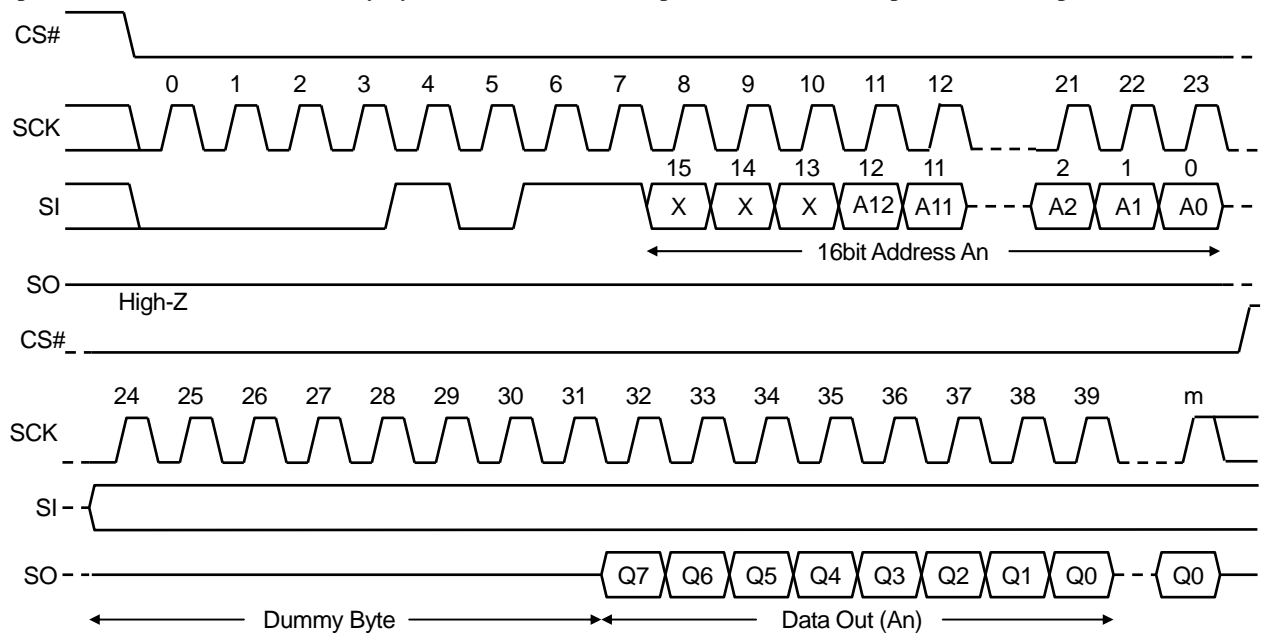 CS#
0 1 2 3 4 5 6 7 8 9 10 11 12 21 22 23
SCK
15 14 13 12 11 2 1 0
SI X X X A12 A11 A2 A1 A0
16bit Address An
SO
High-Z
CS#
24 25 26 27 28 29 30 31 32 33 34 35 36 37 38 39 m
SCK
SI
SO Q7 Q6 Q5 Q4 Q3 Q2 Q1 Q0 Q0
Dummy Byte Data Out (An)